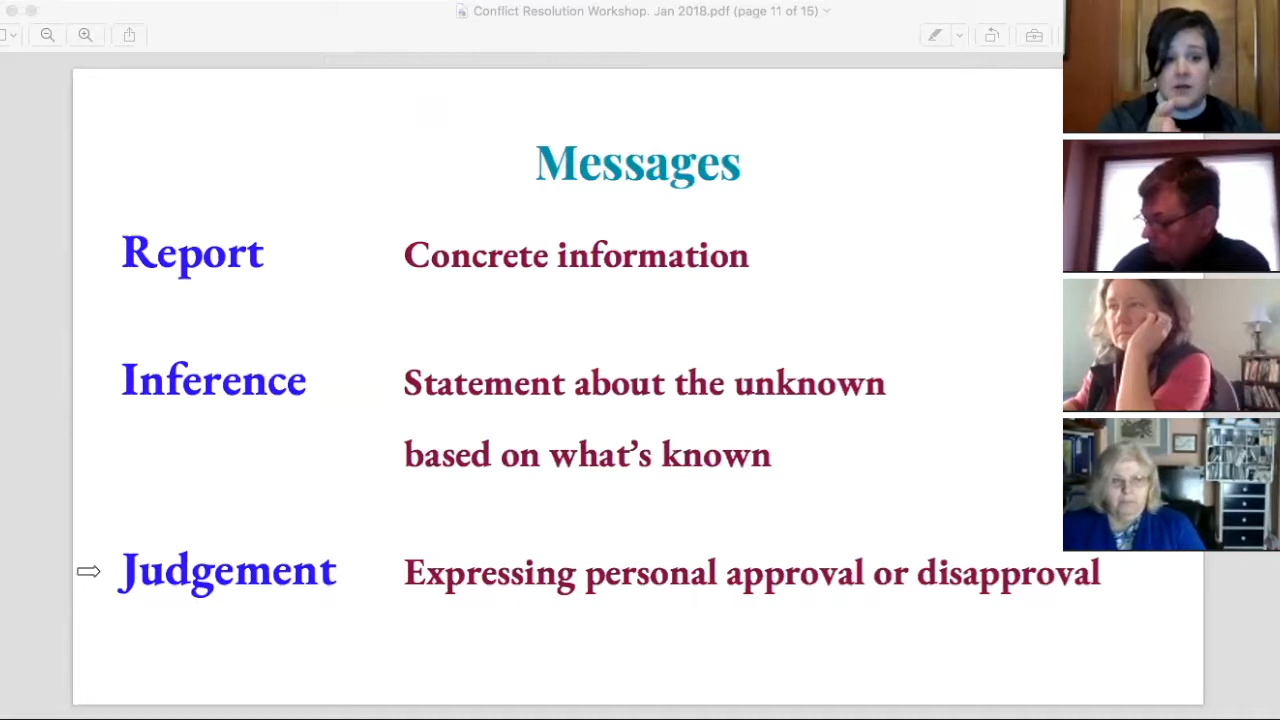 Conflict Resolution Workshop. Jan 2018.pdf (page 11 of 15)
Messages
Report Concrete information
Inference Statement about the unknown
based on what's known
Judgement Expressing personal approval or disapproval